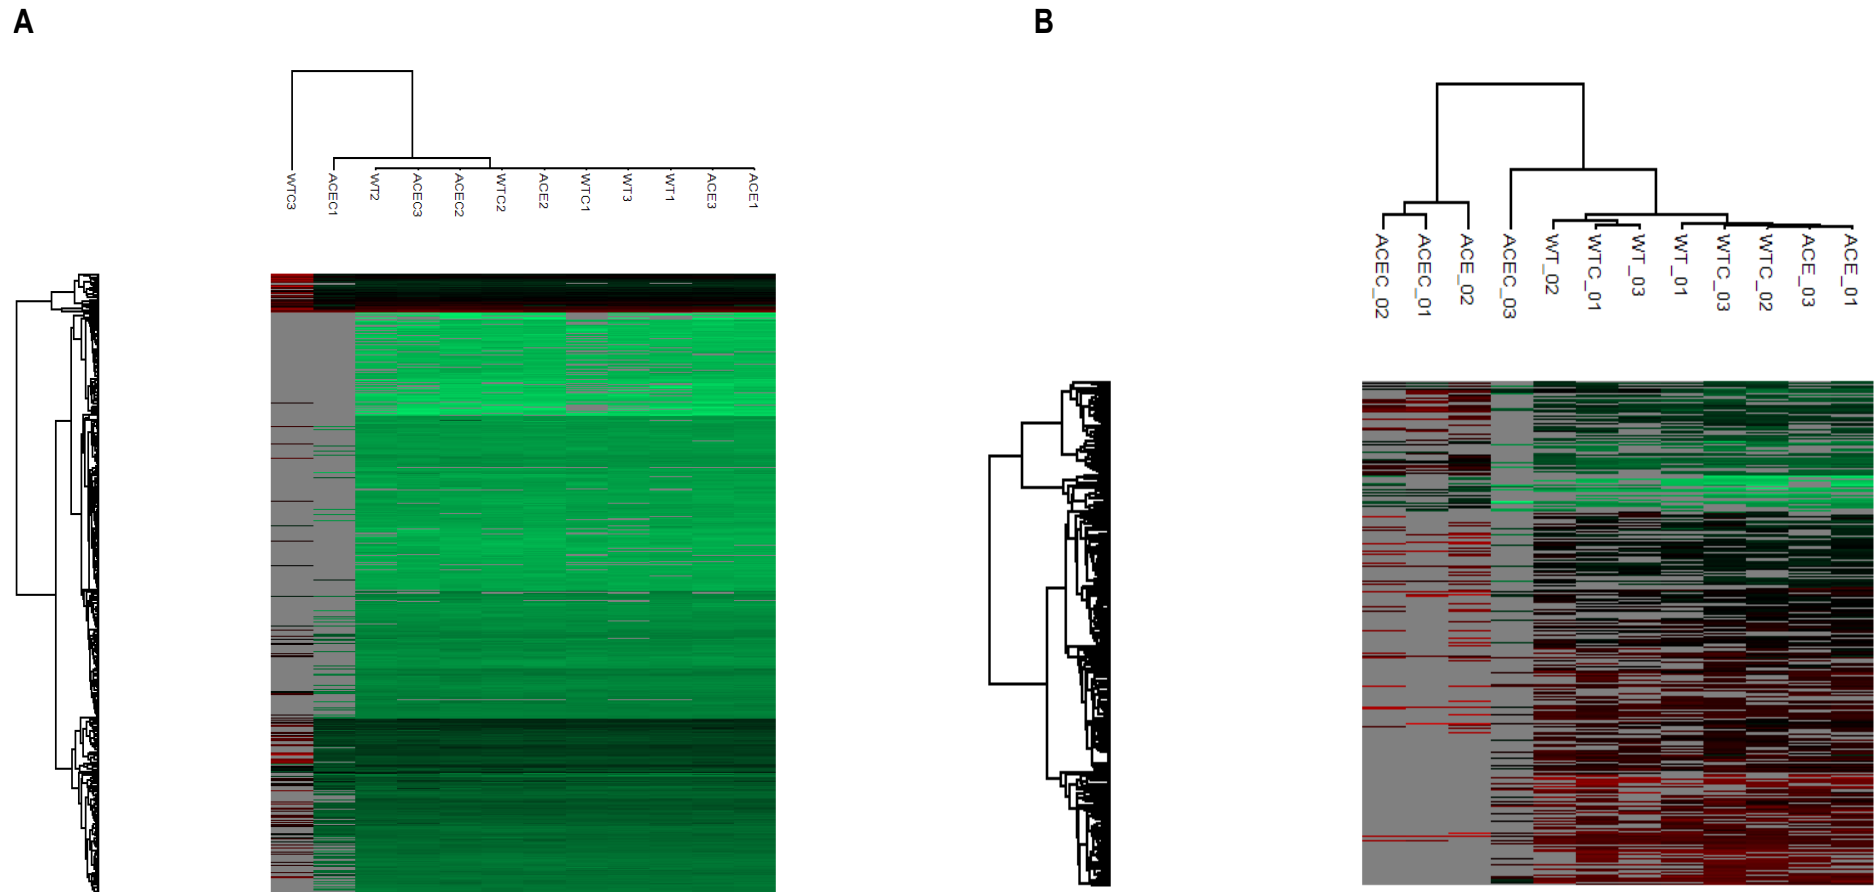 A
B
WTC3
ACEC1
WT2
ACEC3
ACEC2
WTC2
ACE2
WTC1
WT3
WT1
ACE3
ACE1
ACEC_02
ACEC_01
ACE_02
ACEC_03
WT_02
WTC_01
WT_03
WT_01
WTC_03
WTC_02
ACE_03
ACE_01